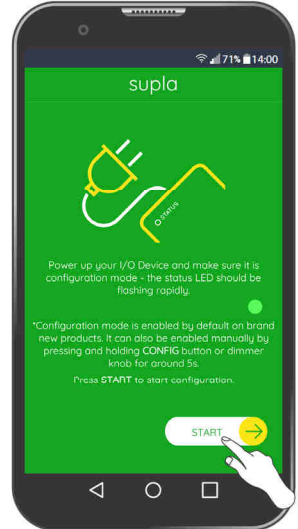 71% 14:00
supla
STATUS
Power up your I/O Device and make sure it is
configuration mode - the status LED should be
flashing rapidly.
*Configuration mode is enabled by default on brand
new products. It can also be enabled manually by
pressing and holding CONFIG button or dimmer
knob for around 5s.
Press START to start configuration.
START